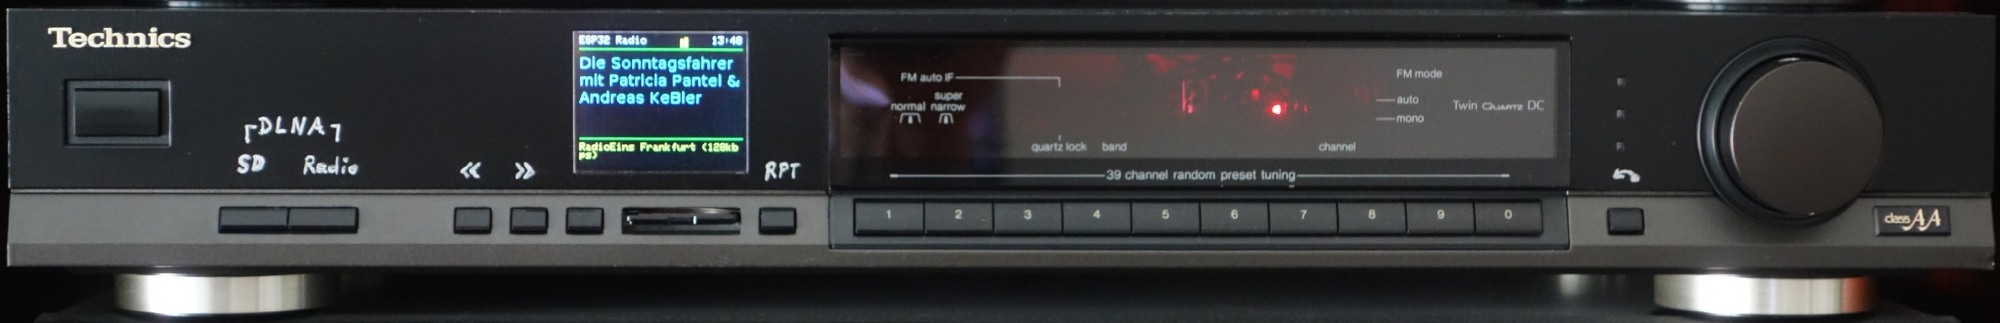 Technics
┌DLNA┐
SD Radio
<< >>
ESP32 Radio 13:48
Die Sonntagsfahrer
mit Patricia Pantel &
Andreas KeBler
RadioEins Frankfurt (128kb
ps)
RPT
FM auto IF
super
normal narrow
quartz lock band
channel
FM mode
auto
mono
Twin Quartz DC
39 channel random preset tuning
1 2 3 4 5 6 7 8 9 0
class AA